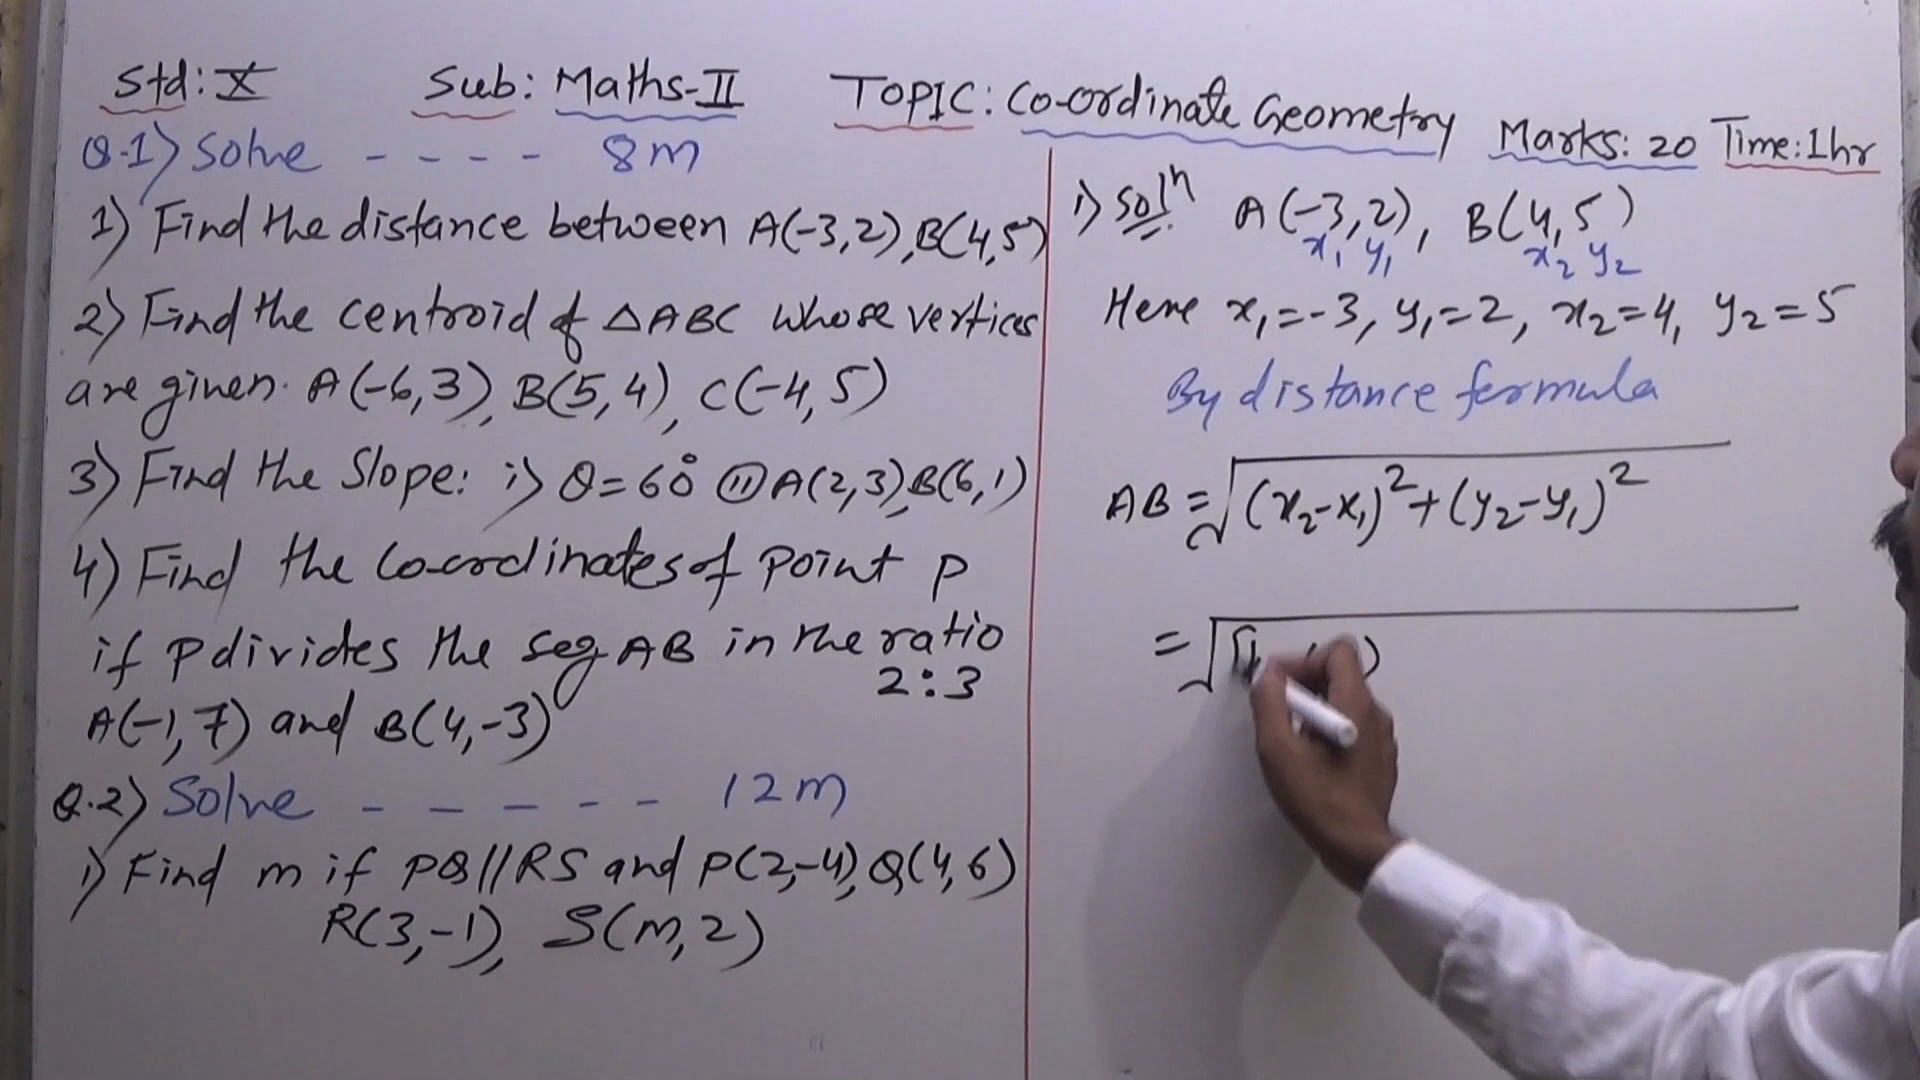 Std: X Sub: Maths-II TOPIC: Co-ordinate Geometry Marks: 20 Time: 1hr
Q.1) Solve - - - - 8m
1) Find the distance between A(-3,2), B(4,5)
2) Find the centroid of △ABC whose vertices
are given. A(-6,3), B(5,4), C(-4,5)
3) Find the Slope: i) θ=60° ii) A(2,3), B(6,1)
4) Find the co-ordinates of point P
if P divides the seg AB in the ratio
2:3
A(-1,7) and B(4,-3)
Q.2) Solve - - - - - - 12m
i) Find m if PQ//RS and P(2,-4), Q(4,6)
R(3,-1), S(m,2)
i) Solⁿ A(-3,2), B(4,5)
x₁ y₁ x₂ y₂
Here x₁=-3, y₁=2, x₂=4, y₂=5
By distance formula
AB = √(x₂-x₁)²+(y₂-y₁)²
= √[4